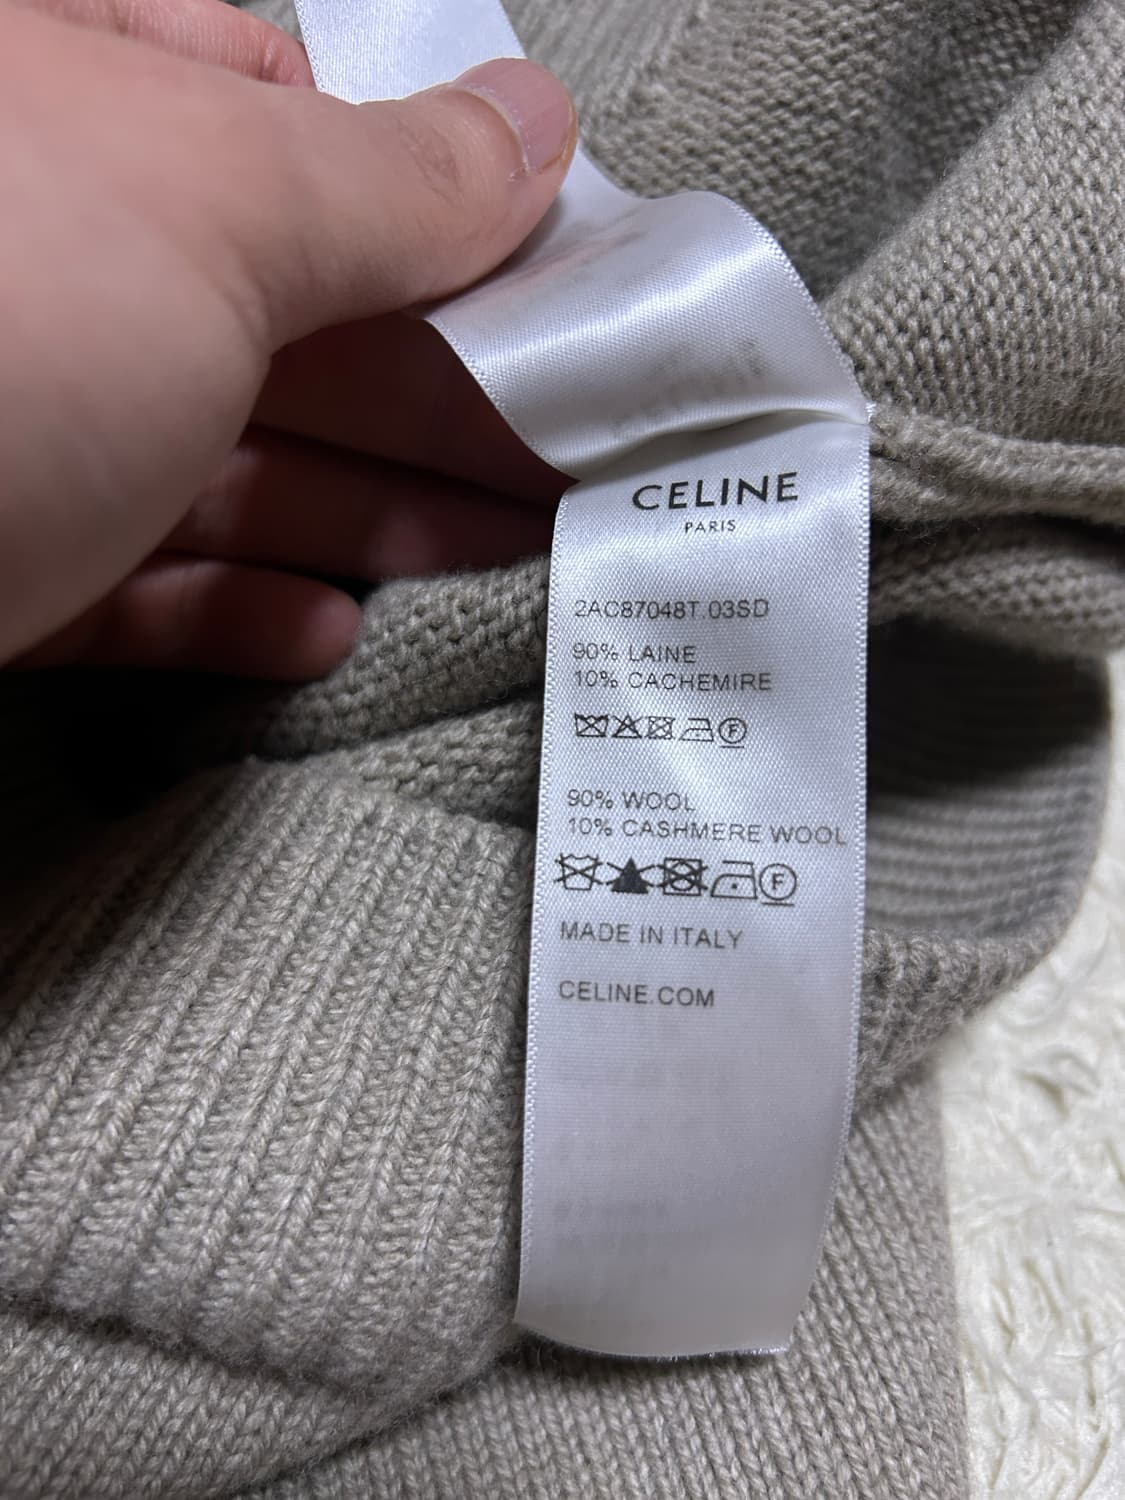 CELINE
PARIS
2AC87048T.03SD
90% LAINE
10% CACHEMIRE
F
90% WOOL
10% CASHMERE WOOL
F
MADE IN ITALY
CELINE.COM